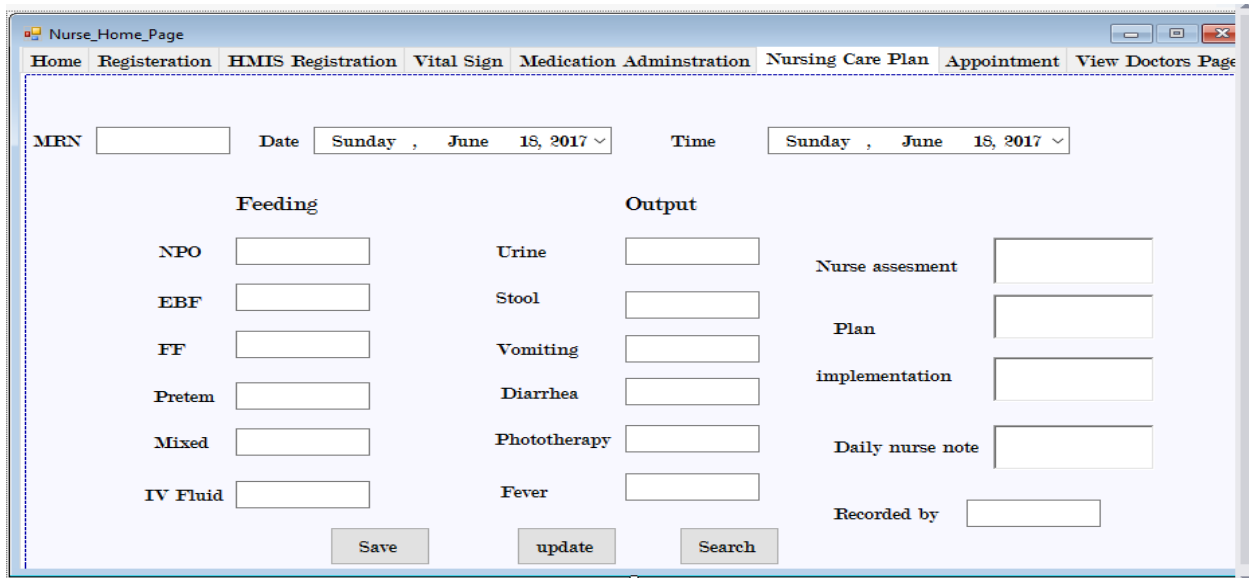 Nurse_Home_Page
Home Registeration HMIS Registration Vital Sign Medication Adminstration Nursing Care Plan Appointment View Doctors Page
MRN Date Sunday , June 18, 2017 Time Sunday , June 18, 2017
Feeding Output
NPO Urine Nurse assesment
EBF Stool Plan
FF Vomiting implementation
Pretem Diarrhea
Mixed Phototherapy Daily nurse note
IV Fluid Fever Recorded by
Save update Search